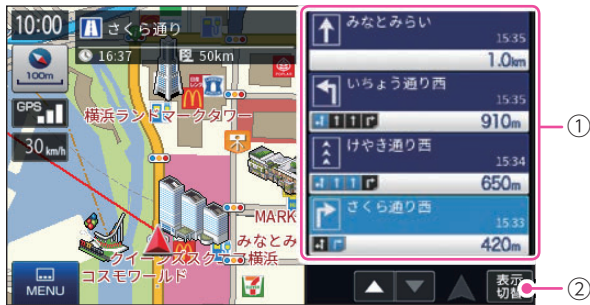 10:00
さくら通り
16:37
50km
100m
GPS
30 km/h
横浜ランドマークタワー
MARK
みなとみ
クイーンズスクエア横浜
コスモワールド
MENU
みなとみらい
15:35
1.0km
いちょう通り西
15:35
910m
けやき通り西
15:34
650m
さくら通り西
15:33
420m
表示
切替
①
②